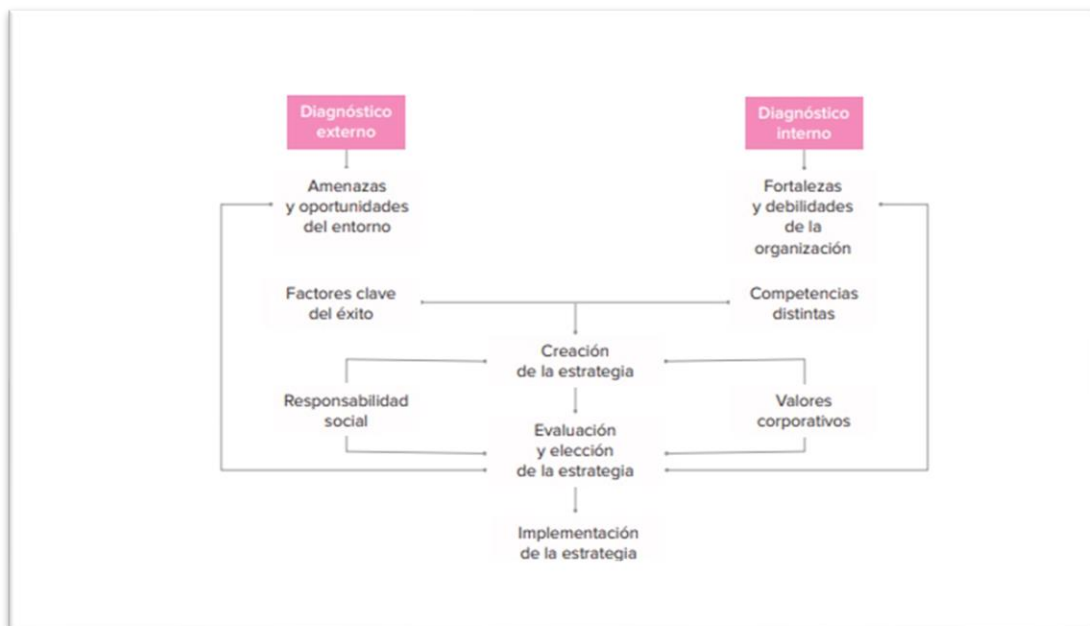 Diagnóstico
externo
Diagnóstico
interno
Amenazas
y oportunidades
del entorno
Fortalezas
y debilidades
de la
organización
Factores clave
del éxito
Competencias
distintas
Creación
de la estrategia
Responsabilidad
social
Valores
corporativos
Evaluación
y elección
de la estrategia
Implementación
de la estrategia